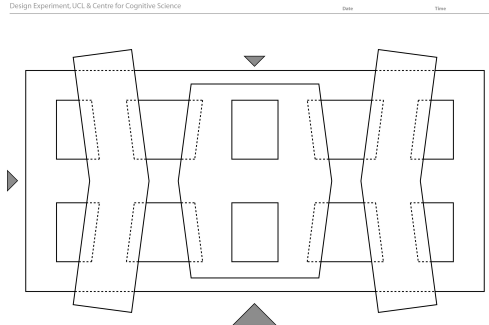 Design Experiment, UCL & Centre for Cognitive Science
Date
Time